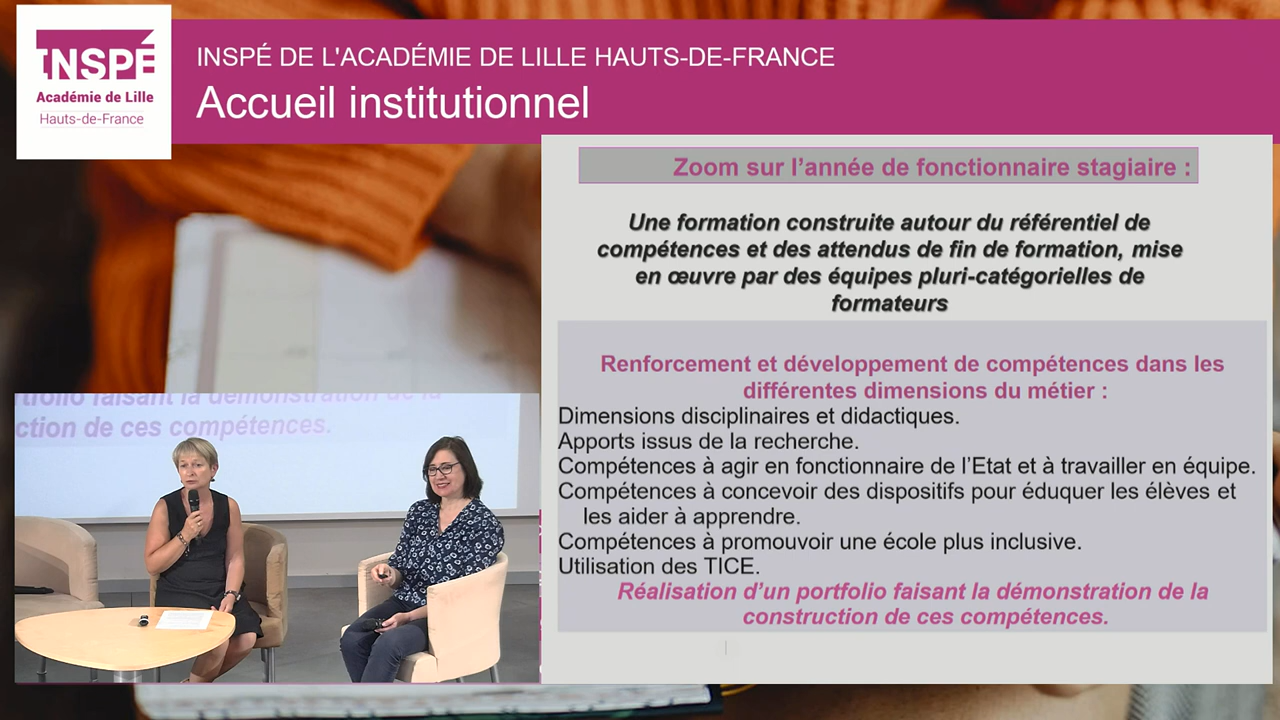 INSPÉ
Académie de Lille
Hauts-de-France
INSPÉ DE L'ACADÉMIE DE LILLE HAUTS-DE-FRANCE
Accueil institutionnel
Zoom sur l’année de fonctionnaire stagiaire :
Une formation construite autour du référentiel de
compétences et des attendus de fin de formation, mise
en œuvre par des équipes pluri-catégorielles de
formateurs
Renforcement et développement de compétences dans les
différentes dimensions du métier :
Dimensions disciplinaires et didactiques.
Apports issus de la recherche.
Compétences à agir en fonctionnaire de l’Etat et à travailler en équipe.
Compétences à concevoir des dispositifs pour éduquer les élèves et
les aider à apprendre.
Compétences à promouvoir une école plus inclusive.
Utilisation des TICE.
Réalisation d’un portfolio faisant la démonstration de la
construction de ces compétences.
faisant la démonstration de la
ction de ces compétences.